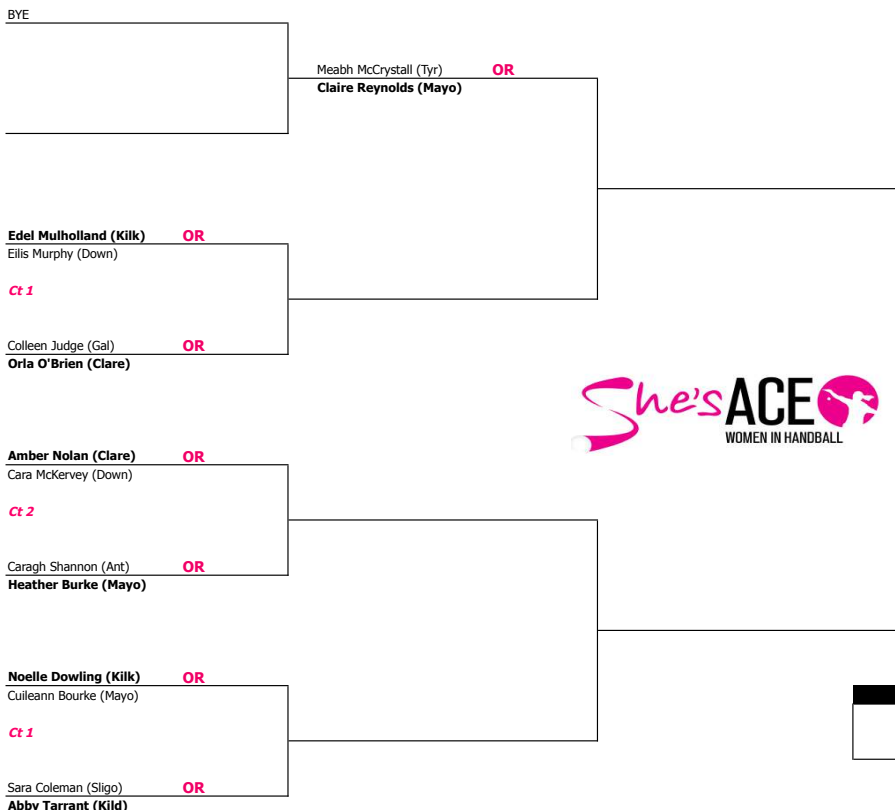 BYE
Meabh McCrystall (Tyr) OR
Claire Reynolds (Mayo)
Edel Mulholland (Kilk) OR
Eilis Murphy (Down)
Ct 1
Colleen Judge (Gal) OR
Orla O'Brien (Clare)
She's ACE
WOMEN IN HANDBALL
Amber Nolan (Clare) OR
Cara McKervey (Down)
Ct 2
Caragh Shannon (Ant) OR
Heather Burke (Mayo)
Noelle Dowling (Kilk) OR
Cuileann Bourke (Mayo)
Ct 1
Sara Coleman (Sligo) OR
Abby Tarrant (Kild)